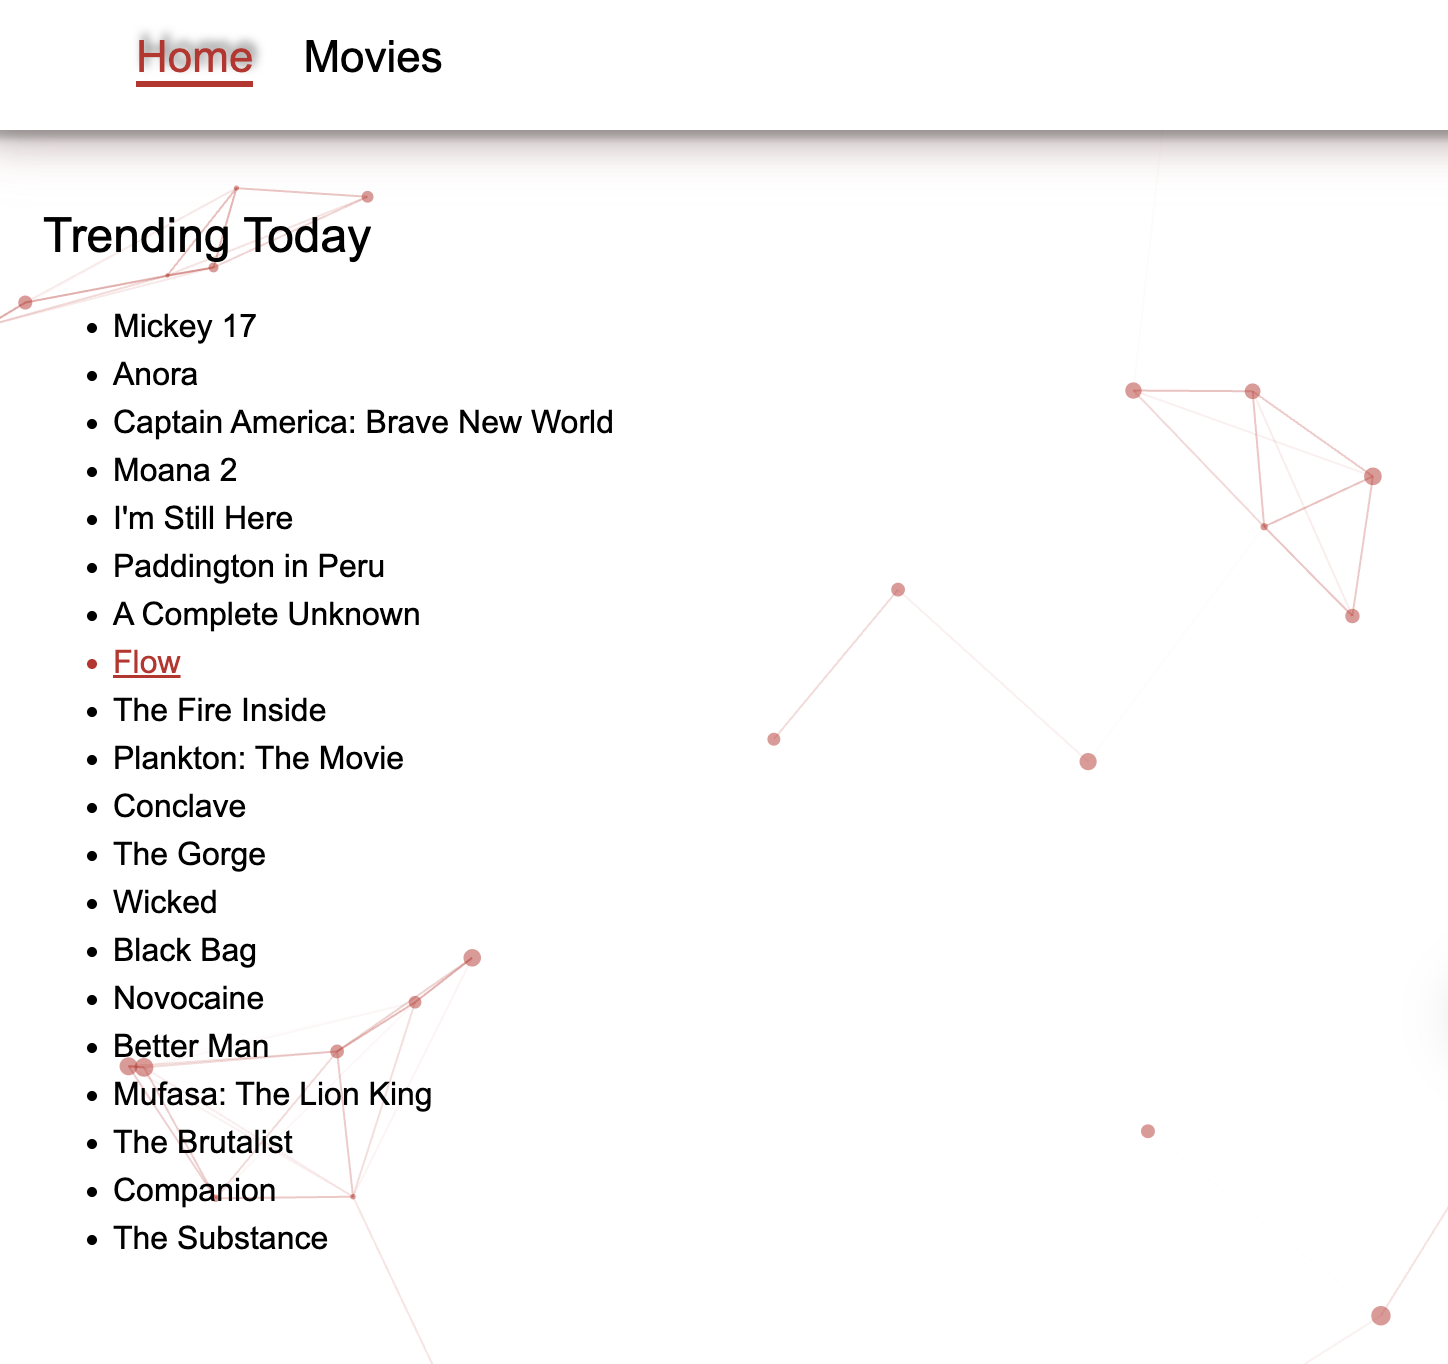 Home Movies
Trending Today
Mickey 17
Anora
Captain America: Brave New World
Moana 2
I'm Still Here
Paddington in Peru
A Complete Unknown
Flow
The Fire Inside
Plankton: The Movie
Conclave
The Gorge
Wicked
Black Bag
Novocaine
Better Man
Mufasa: The Lion King
The Brutalist
Companion
The Substance